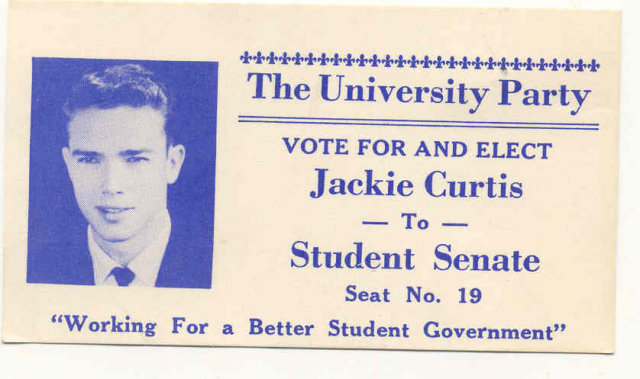 The University Party
VOTE FOR AND ELECT
Jackie Curtis
— To —
Student Senate
Seat No. 19
"Working For a Better Student Government"